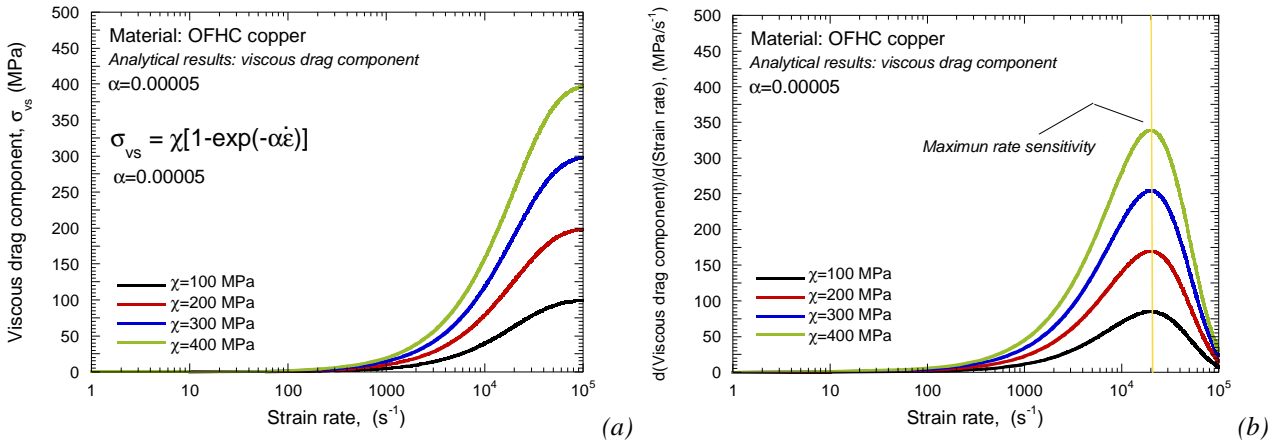 Viscous drag component, σvs (MPa)
500
450
400
350
300
250
200
150
100
50
0
Material: OFHC copper
Analytical results: viscous drag component
α=0.00005
σvs = χ[1-exp(-αε̇)]
α=0.00005
χ=100 MPa
χ=200 MPa
χ=300 MPa
χ=400 MPa
1
10
100
1000
10⁴
10⁵
Strain rate, (s⁻¹)
(a)
d(Viscous drag component)/d(Strain rate), (MPa/s⁻¹)
500
450
400
350
300
250
200
150
100
50
0
Material: OFHC copper
Analytical results: viscous drag component
α=0.00005
Maximun rate sensitivity
χ=100 MPa
χ=200 MPa
χ=300 MPa
χ=400 MPa
1
10
100
1000
10⁴
10⁵
Strain rate, (s⁻¹)
(b)